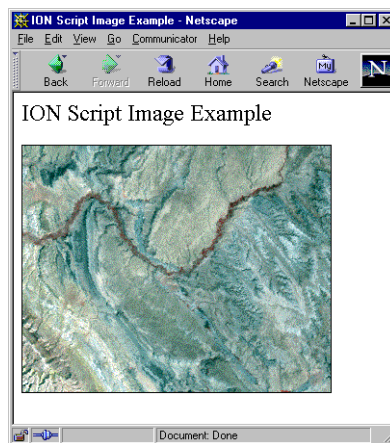 ION Script Image Example - Netscape
File Edit View Go Communicator Help
My
Back Forward Reload Home Search Netscape
N
ION Script Image Example
Document: Done